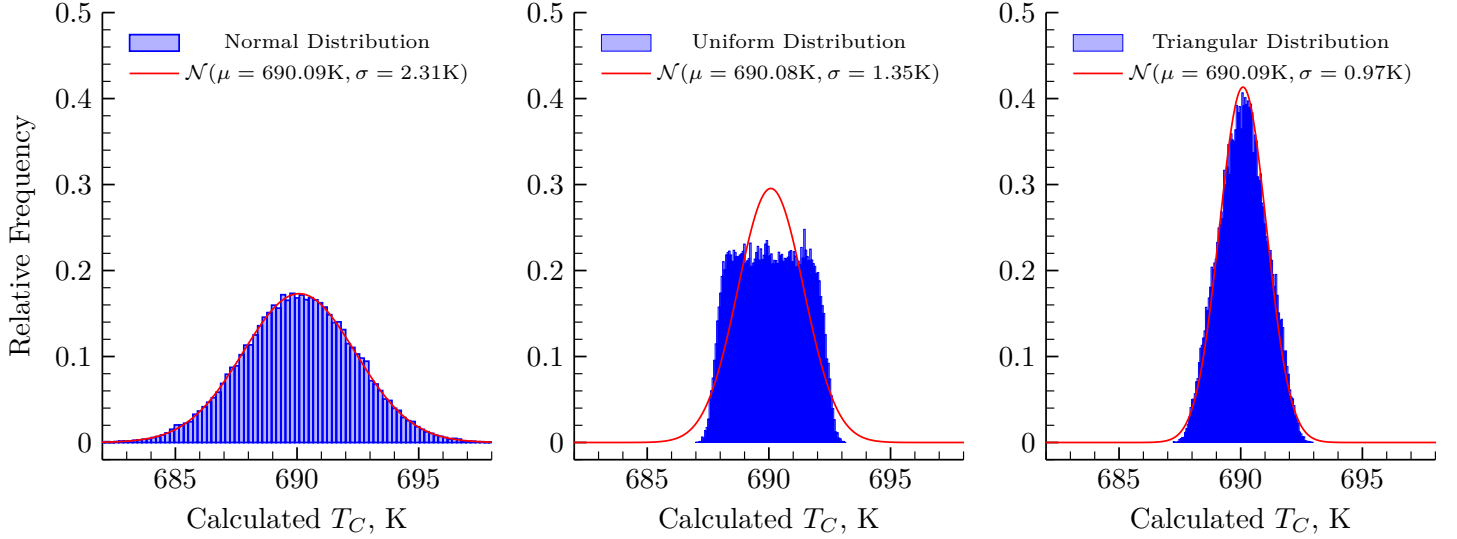 0.5
0.4
0.3
0.2
0.1
0
Relative Frequency
Normal Distribution
𝒩(μ = 690.09K, σ = 2.31K)
685
690
695
Calculated T_C, K
0.5
0.4
0.3
0.2
0.1
0
Uniform Distribution
𝒩(μ = 690.08K, σ = 1.35K)
685
690
695
Calculated T_C, K
0.5
0.4
0.3
0.2
0.1
0
Triangular Distribution
𝒩(μ = 690.09K, σ = 0.97K)
685
690
695
Calculated T_C, K